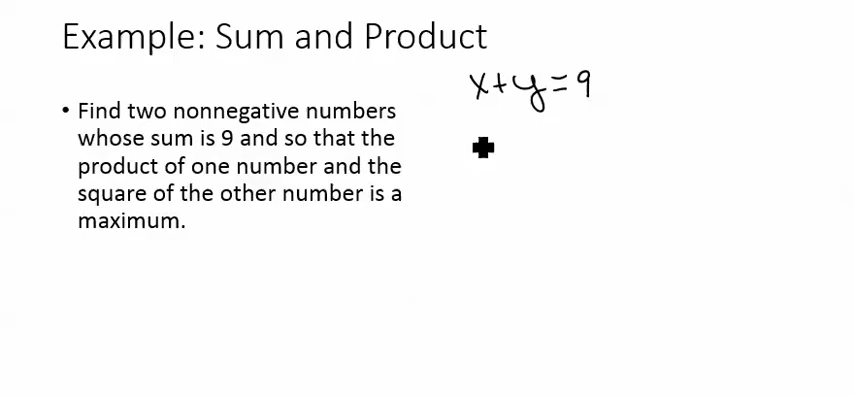 Example: Sum and Product
x+y=9
• Find two nonnegative numbers
whose sum is 9 and so that the
product of one number and the
square of the other number is a
maximum.